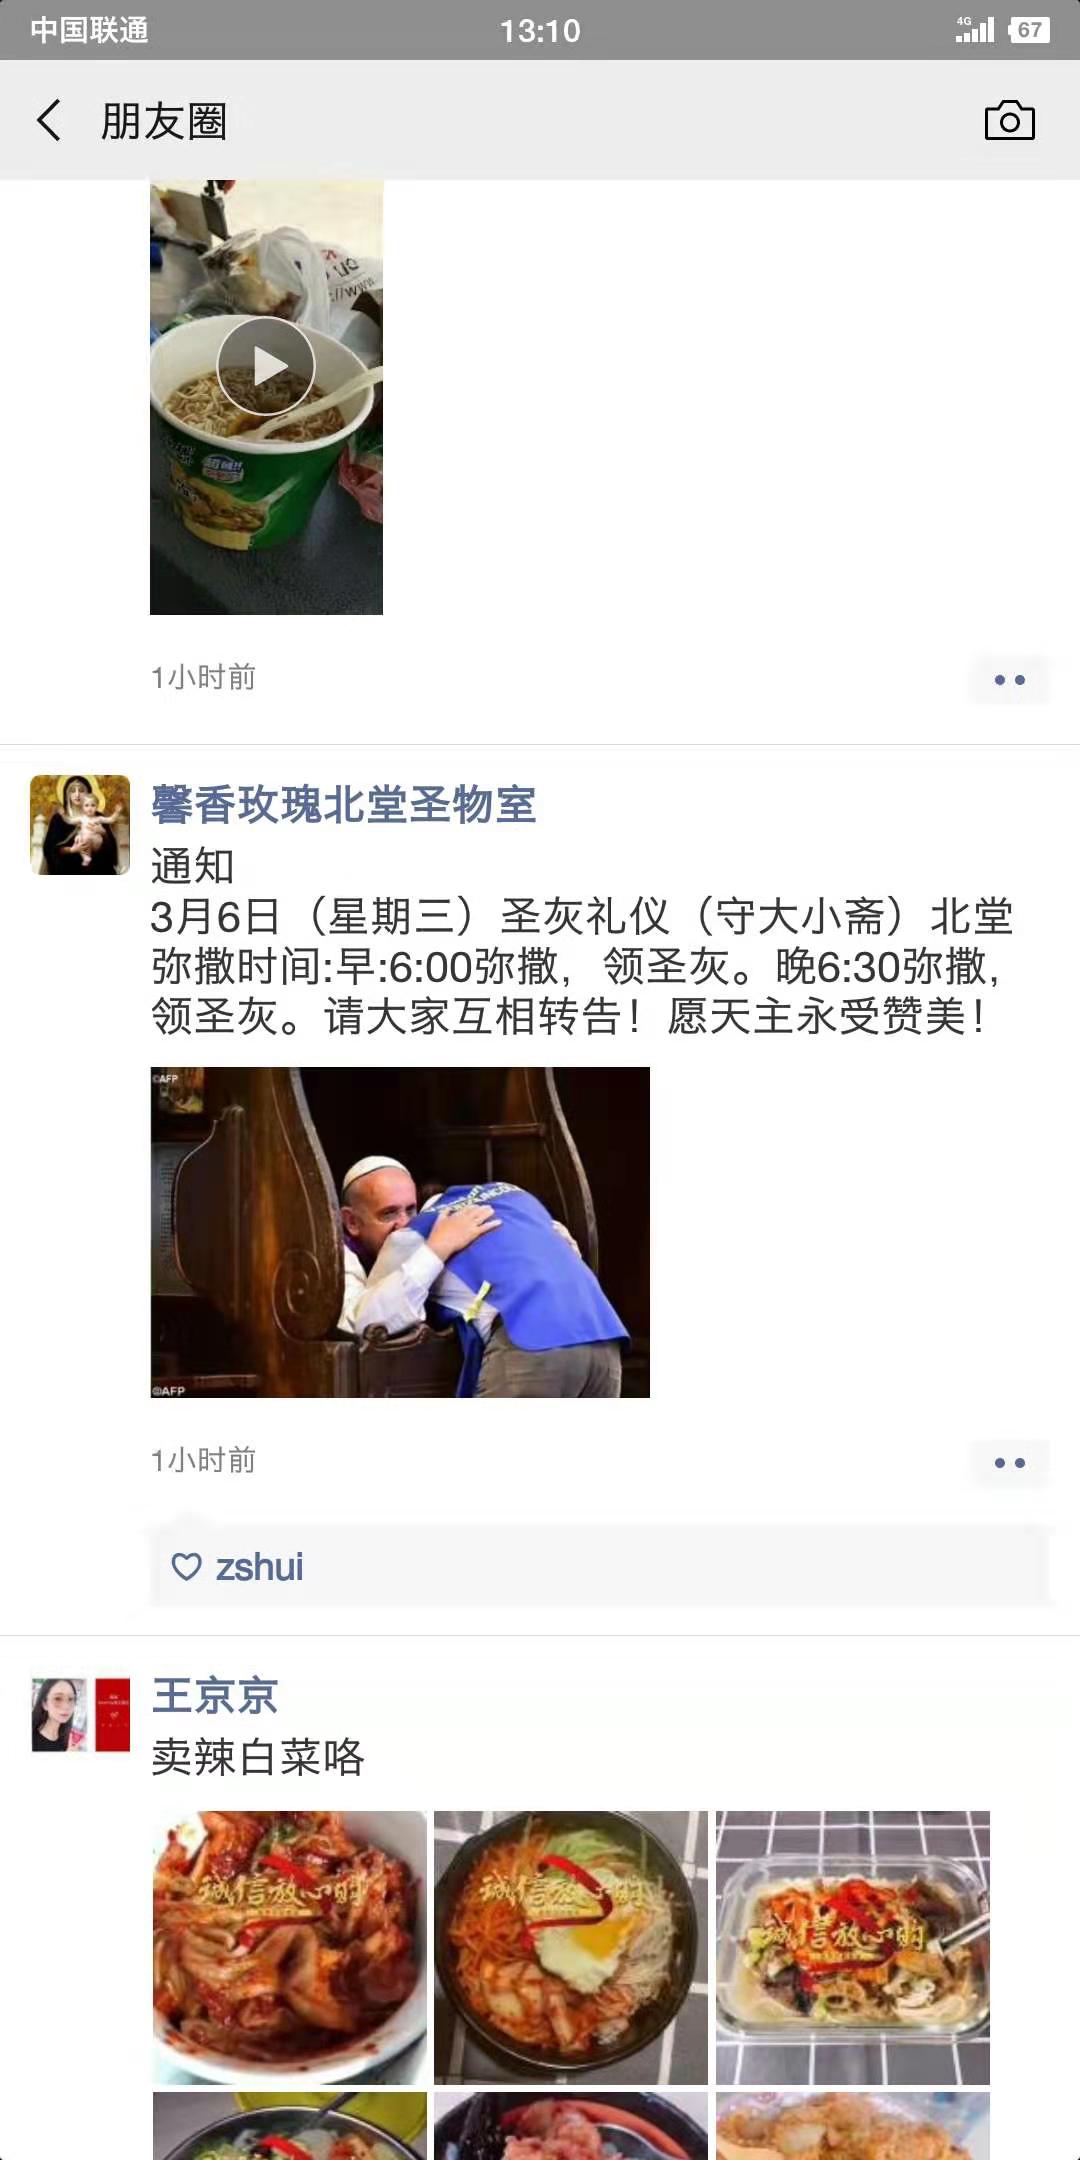 中国联通
13:10
4G
67
朋友圈
1小时前
馨香玫瑰北堂圣物室
通知
3月6日（星期三）圣灰礼仪（守大小斋）北堂
弥撒时间:早:6:00弥撒，领圣灰。晚6:30弥撒，
领圣灰。请大家互相转告！愿天主永受赞美！
©AFP
©AFP
1小时前
zshui
王京京
卖辣白菜咯
诚信放心购
诚信放心购
诚信放心购